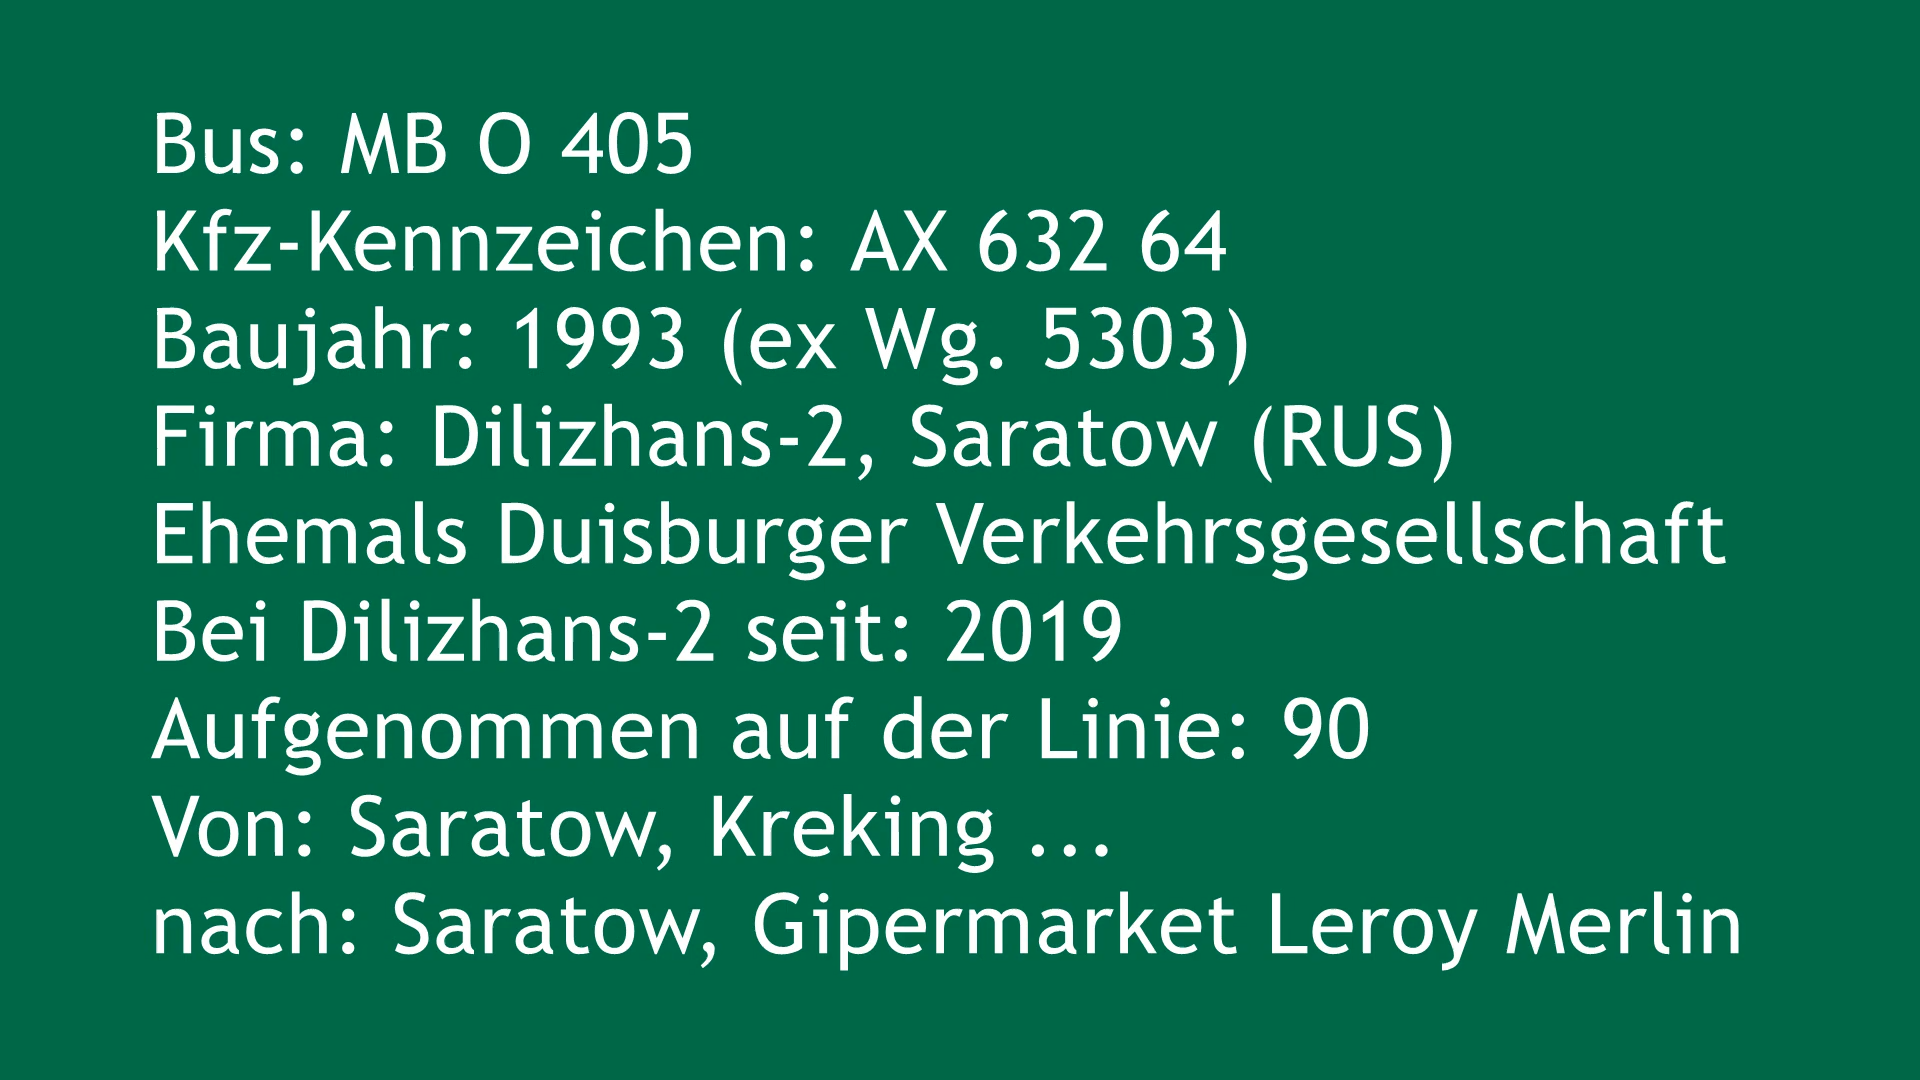 Bus: MB O 405
Kfz-Kennzeichen: AX 632 64
Baujahr: 1993 (ex Wg. 5303)
Firma: Dilizhans-2, Saratow (RUS)
Ehemals Duisburger Verkehrsgesellschaft
Bei Dilizhans-2 seit: 2019
Aufgenommen auf der Linie: 90
Von: Saratow, Kreking ...
nach: Saratow, Gipermarket Leroy Merlin